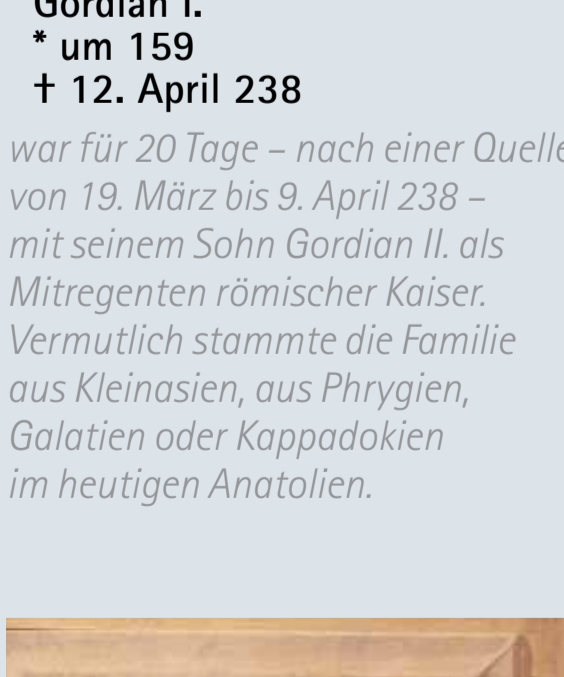 Gordian I.
* um 159
† 12. April 238
war für 20 Tage – nach einer Quelle
von 19. März bis 9. April 238 –
mit seinem Sohn Gordian II. als
Mitregenten römischer Kaiser.
Vermutlich stammte die Familie
aus Kleinasien, aus Phrygien,
Galatien oder Kappadokien
im heutigen Anatolien.